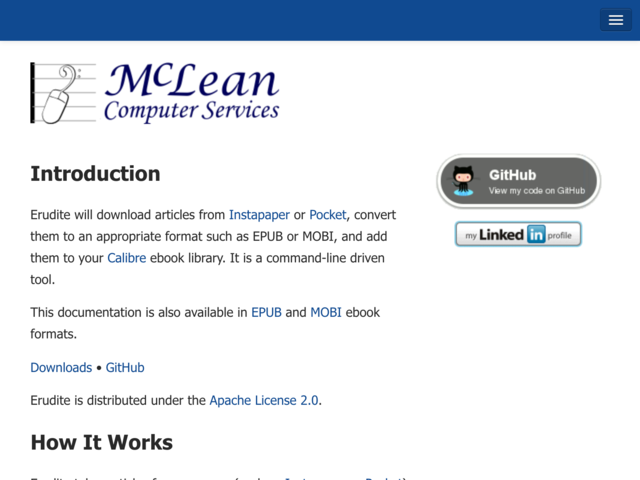 McLean
Computer Services
Introduction
Erudite will download articles from Instapaper or Pocket, convert
them to an appropriate format such as EPUB or MOBI, and add
them to your Calibre ebook library. It is a command-line driven
tool.
This documentation is also available in EPUB and MOBI ebook
formats.
Downloads • GitHub
Erudite is distributed under the Apache License 2.0.
How It Works
GitHub
View my code on GitHub
my Linked in profile